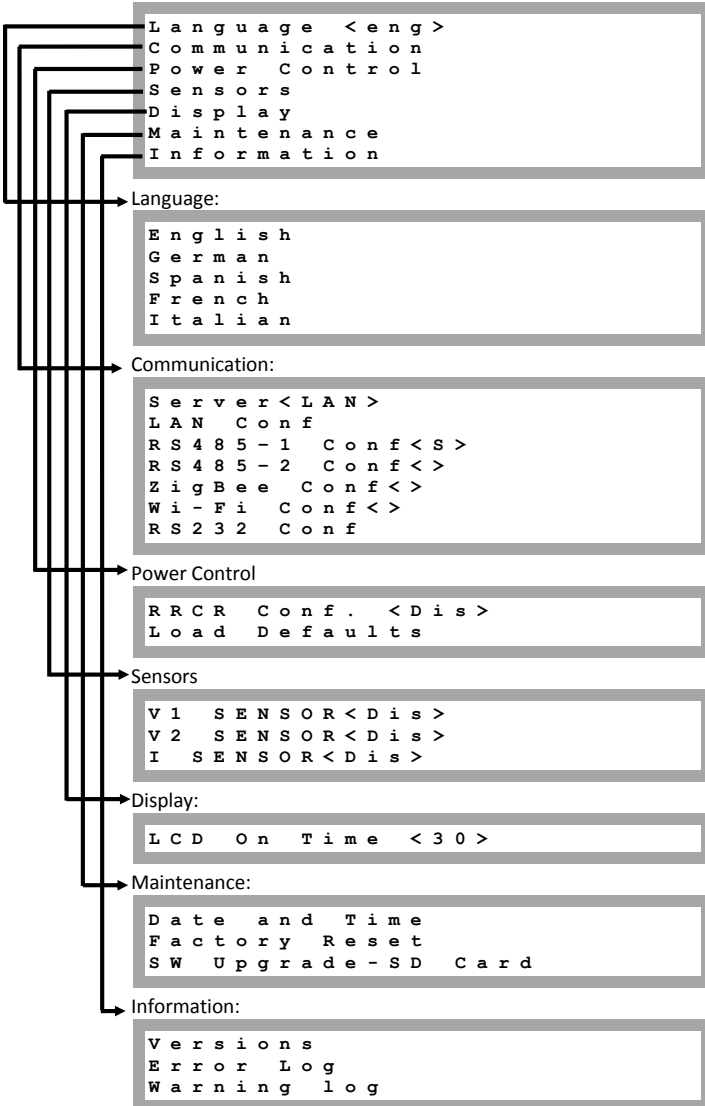 Language <eng>
Communication
Power Control
Sensors
Display
Maintenance
Information
Language:
English
German
Spanish
French
Italian
Communication:
Server<LAN>
LAN Conf
RS485-1 Conf<S>
RS485-2 Conf<>
ZigBee Conf<>
Wi-Fi Conf<>
RS232 Conf
Power Control
RRCR Conf. <Dis>
Load Defaults
Sensors
V1 SENSOR<Dis>
V2 SENSOR<Dis>
I SENSOR<Dis>
Display:
LCD On Time <30>
Maintenance:
Date and Time
Factory Reset
SW Upgrade-SD Card
Information:
Versions
Error Log
Warning log